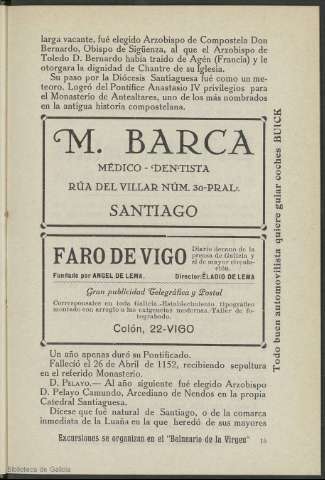 larga vacante, fué elegido Arzobispo de Compostela Don
Bernardo, Obispo de Sigüenza, al que el Arzobispo de
Toledo D. Bernardo había traido de Agén (Francia) y le
otorgara la dignidad de Chantre de su Iglesia.
Su paso por la Diócesis Santiaguesa fué como un me-
teoro. Logró del Pontífice Anastasio IV privilegios para
el Monasterio de Antealtares, uno de los más nombrados
en la antigua historia compostelana.
M. BARCA
MÉDICO - DENTISTA
RÚA DEL VILLAR NÚM. 30-PRAL.
SANTIAGO
FARO DE VIGO
Diario decano de la
prensa de Galicia y
el de mayor circula-
ción.
Fundado por ANGEL DE LEMA.
Director: ELADIO DE LEMA
Gran publicidad Telegráfica y Postal
Corresponsales en toda Galicia.-Establecimiento tipográfico
montado con arreglo a las exigencias modernas. Taller de fo-
tograbado.
Colón, 22-VIGO
Todo buen automovilista quiere guiar coches BUICK
Un año apenas duró su Pontificado.
Falleció el 26 de Abril de 1152, recibiendo sepultura
en el referido Monasterio.
D. PELAYO.— Al año siguiente fué elegido Arzobispo
D. Pelayo Camundo, Arcediano de Nendos en la propia
Catedral Santiaguesa.
Dícese que fué natural de Santiago, o de la comarca
inmediata de la Luaña en la que heredó de sus mayores
Excursiones se organizan en el "Balneario de la Virgen"
15
Biblioteca de Galicia